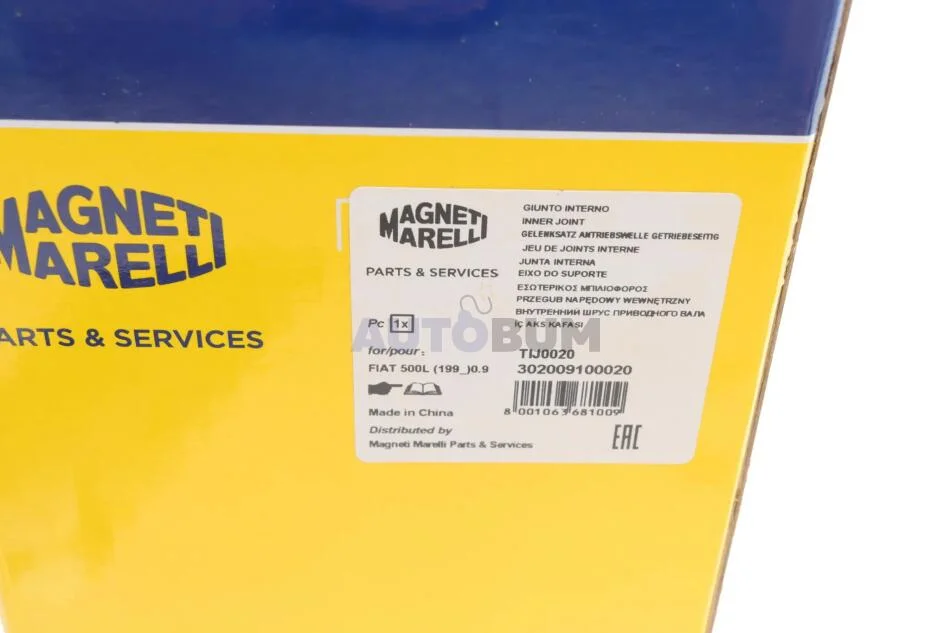 MAGNETI
MARELLI
PARTS & SERVICES
MAGNETI
MARELLI
PARTS & SERVICES
Pc 1x
for/pour:
FIAT 500L (199_)0.9
Made in China
Distributed by
Magneti Marelli Parts & Services
GIUNTO INTERNO
INNER JOINT
GELENKSATZ ANTRIEBSWELLE GETRIEBESEITIG
JEU DE JOINTS INTERNE
JUNTA INTERNA
EIXO DO SUPORTE
ΕΣΩΤΕΡΙΚΟΣ ΜΠΙΛΙΟΦΟΡΟΣ
PRZEGUB NAPĘDOWY WEWNĘTRZNY
ВНУТРЕННИЙ ШРУС ПРИВОДНОГО ВАЛА
İÇ AKS KAFASI
TIJ0020
302009100020
8 001063 681009
EAC
AUTOBUM